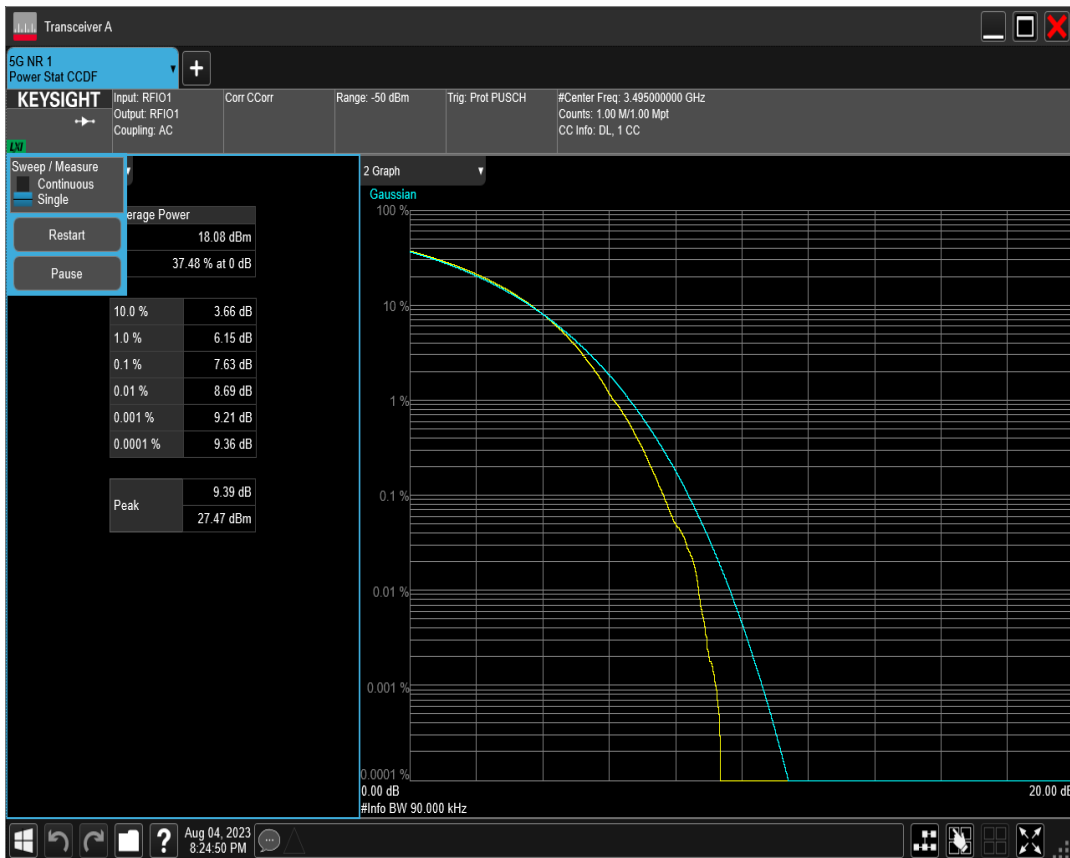 Transceiver A
5G NR 1
Power Stat CCDF
+
KEYSIGHT
LXI
Input: RFIO1
Output: RFIO1
Coupling: AC
Corr CCorr
Range: -50 dBm
Trig: Prot PUSCH
#Center Freq: 3.495000000 GHz
Counts: 1.00 M/1.00 Mpt
CC Info: DL, 1 CC
Sweep / Measure
Continuous
Single
Restart
Pause
erage Power
18.08 dBm
37.48 % at 0 dB
10.0 % 3.66 dB
1.0 % 6.15 dB
0.1 % 7.63 dB
0.01 % 8.69 dB
0.001 % 9.21 dB
0.0001 % 9.36 dB
Peak 9.39 dB
27.47 dBm
2 Graph
Gaussian
100 %
10 %
1 %
0.1 %
0.01 %
0.001 %
0.0001 %
0.00 dB 20.00 dB
#Info BW 90.000 kHz
?
Aug 04, 2023
8:24:50 PM